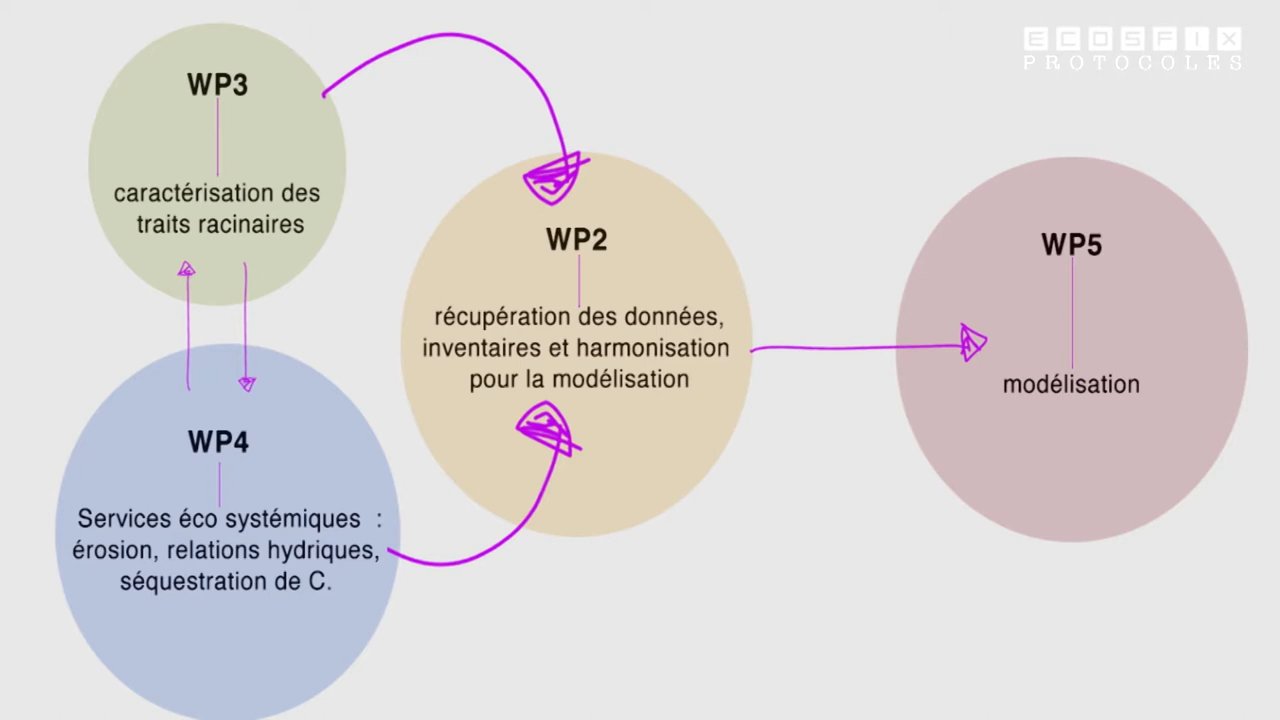 ECOSFIX
PROTOCOLES
WP3
caractérisation des
traits racinaires
WP2
récupération des données,
inventaires et harmonisation
pour la modélisation
WP5
modélisation
WP4
Services éco systémiques :
érosion, relations hydriques,
séquestration de C.